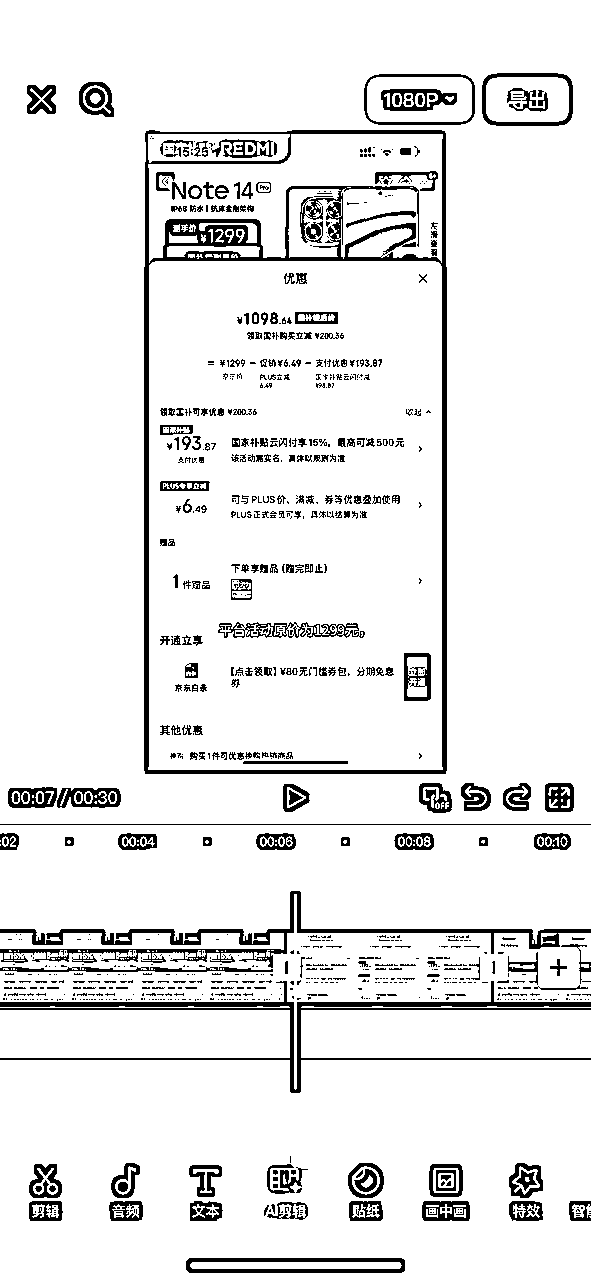 1080P
导出
15:25
REDMI
Note 14 Pro
IP68 防水 | 抗摔金刚架构
到手价
¥1299
优惠
¥1098.64
领取国补购买立减 ¥200.36
= ¥1299 - 促销¥6.49 - 支付优惠¥193.87
京东价 PLUS立减 国家补贴云闪付减
6.49 193.87
领取国补可享优惠 ¥200.36 收起
国家补贴
¥193.87 国家补贴云闪付享15%，最高可减500元
支付优惠 该活动需实名，具体以规则为准
PLUS专享立减
¥6.49 可与PLUS价、满减、券等优惠叠加使用
PLUS正式会员可享，具体以结算为准
赠品
1件赠品 下单享赠品 (赠完即止)
平台活动原价为1299元，
开通立享
京东白条 【点击领取】¥80无门槛券包，分期免息券
立即开通
其他优惠
购买1件可优惠换购热销商品
00:07//00:30
OFF
:02 00:04 00:06 00:08 00:10
剪辑 音频 文本 AI剪辑 贴纸 画中画 特效 智能